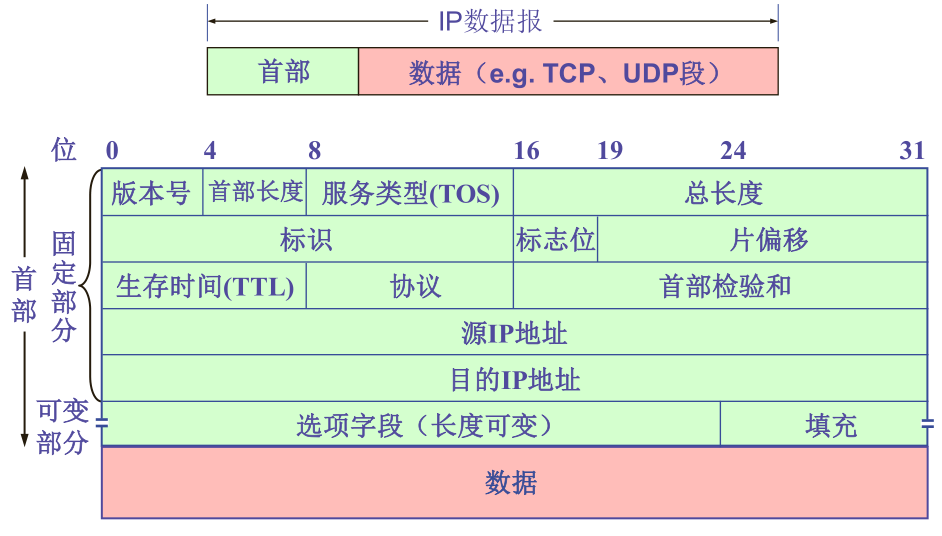 IP数据报
首部 数据（e.g. TCP、UDP段）
位 0 4 8 16 19 24 31
版本号 首部长度 服务类型(TOS) 总长度
标识 标志位 片偏移
生存时间(TTL) 协议 首部检验和
源IP地址
目的IP地址
选项字段（长度可变） 填充
数据
首部
固定部分
可变
部分